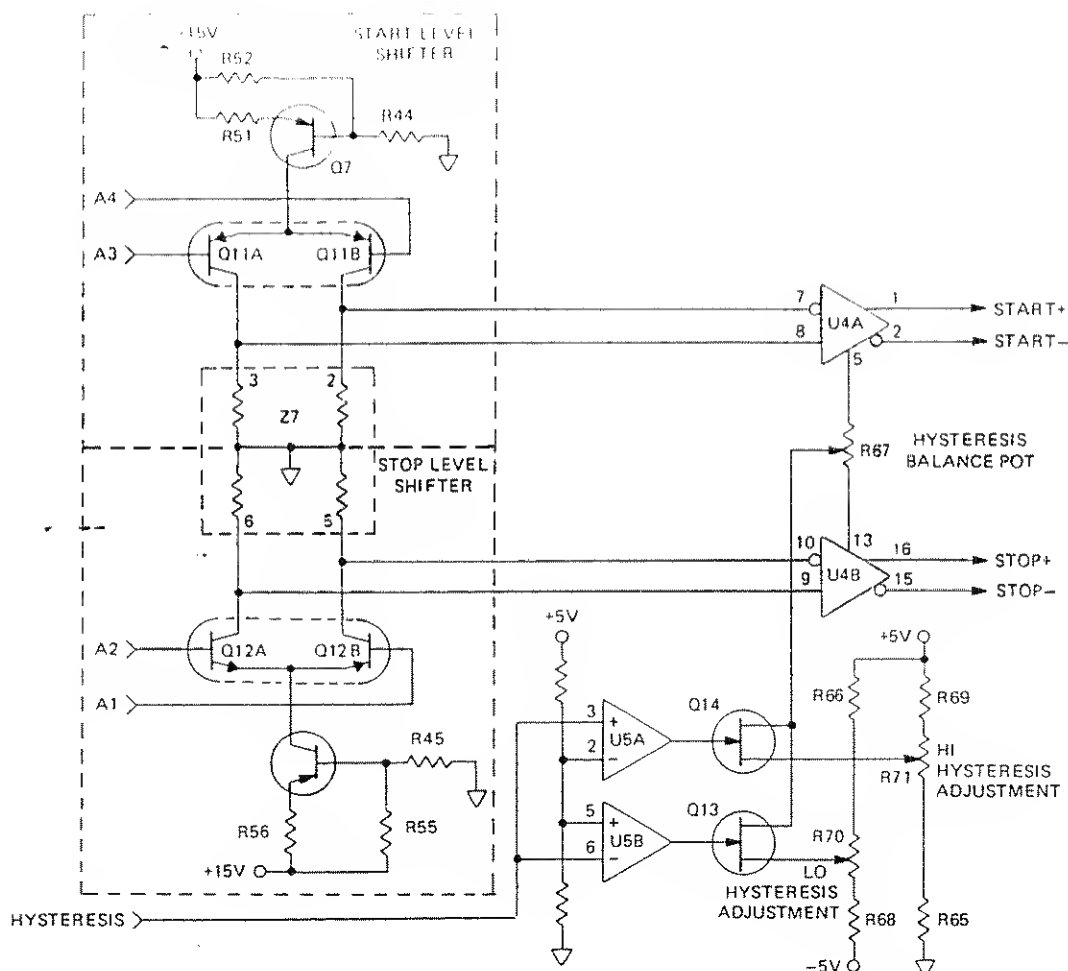 -15V
START LEVEL
SHIFTER
R52
R51
R44
Q7
A4
A3
Q11A
Q11B
7
8
U4A
1
2
5
START+
START−
3
2
Z7
STOP LEVEL
SHIFTER
6
5
R67
HYSTERESIS
BALANCE POT
10
9
13
U4B
16
15
STOP+
STOP−
A2
A1
Q12A
Q12B
+5V
+5V
R66
R69
Q14
3
+
2
−
U5A
R45
HI
HYSTERESIS
ADJUSTMENT
R71
R56
R55
+15V
5
+
6
−
U5B
Q13
R70
LO
HYSTERESIS
ADJUSTMENT
R68
R65
HYSTERESIS
−5V